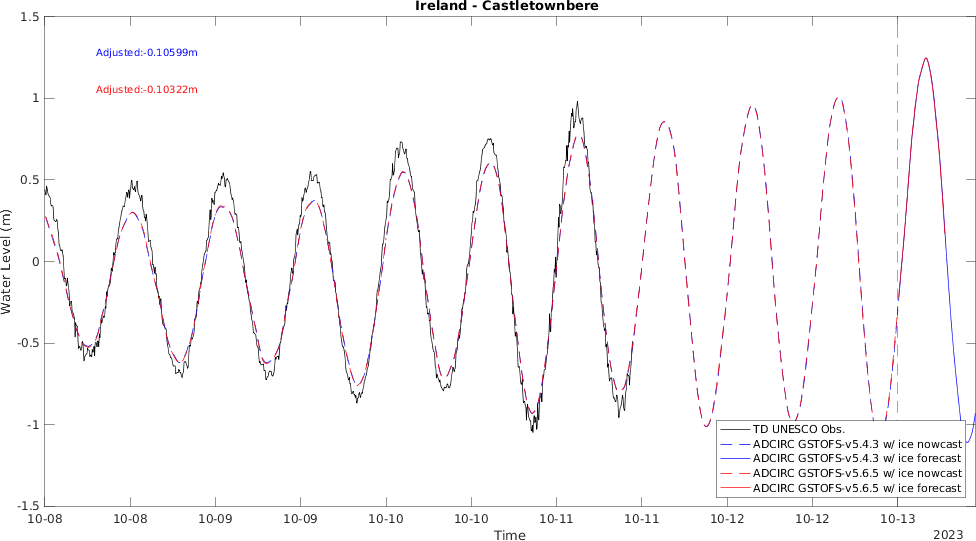 Ireland - Castletownbere
1.5
1
0.5
0
-0.5
-1
-1.5
Water Level (m)
Adjusted:-0.10599m
Adjusted:-0.10322m
TD UNESCO Obs.
ADCIRC GSTOFS-v5.4.3 w/ ice nowcast
ADCIRC GSTOFS-v5.4.3 w/ ice forecast
ADCIRC GSTOFS-v5.6.5 w/ ice nowcast
ADCIRC GSTOFS-v5.6.5 w/ ice forecast
10-08 10-08 10-09 10-09 10-10 10-10 10-11 10-11 10-12 10-12 10-13
Time
2023